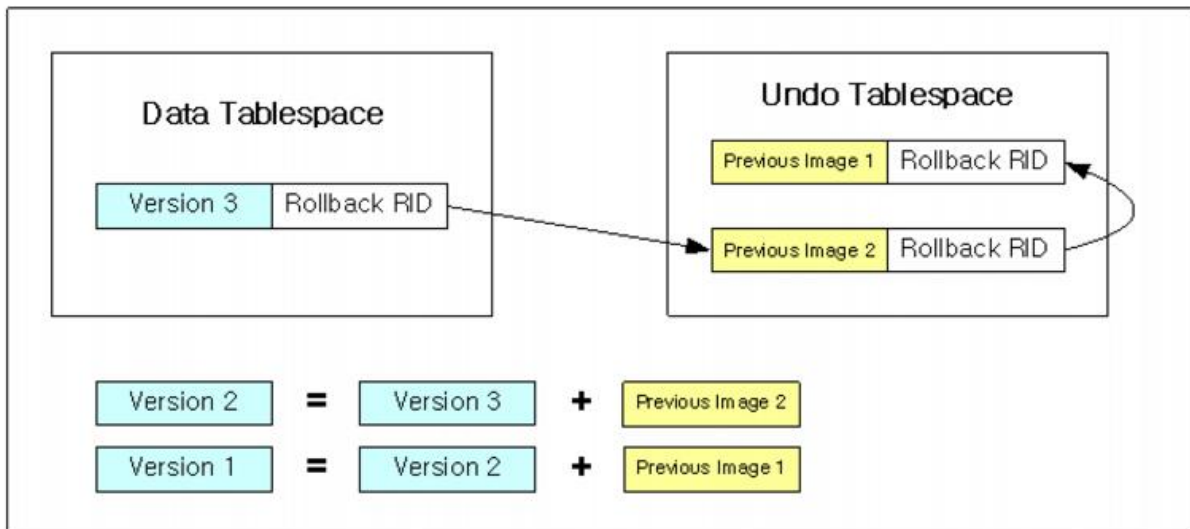 Data Tablespace
Version 3 Rollback RID
Undo Tablespace
Previous Image 1 Rollback RID
Previous Image 2 Rollback RID
Version 2 = Version 3 + Previous Image 2
Version 1 = Version 2 + Previous Image 1